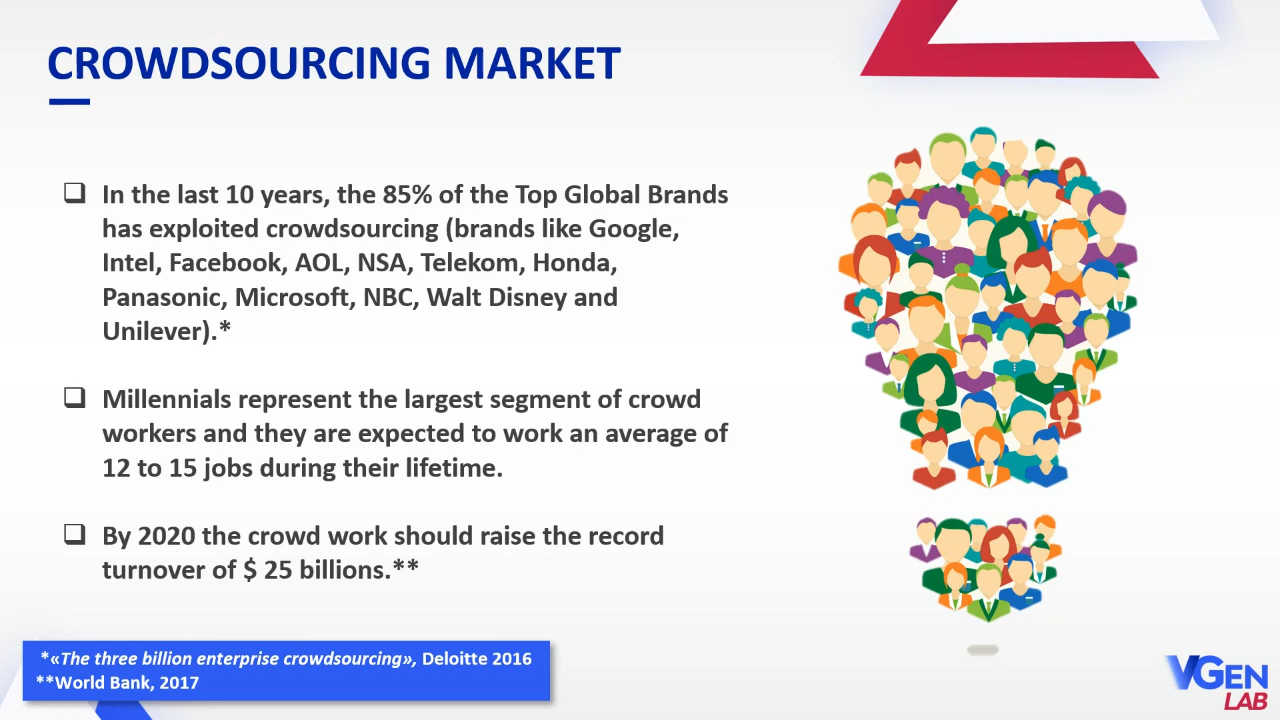 CROWDSOURCING MARKET
In the last 10 years, the 85% of the Top Global Brands
has exploited crowdsourcing (brands like Google,
Intel, Facebook, AOL, NSA, Telekom, Honda,
Panasonic, Microsoft, NBC, Walt Disney and
Unilever).*
Millennials represent the largest segment of crowd
workers and they are expected to work an average of
12 to 15 jobs during their lifetime.
By 2020 the crowd work should raise the record
turnover of $ 25 billions.**
*«The three billion enterprise crowdsourcing», Deloitte 2016
**World Bank, 2017
VGEN
LAB